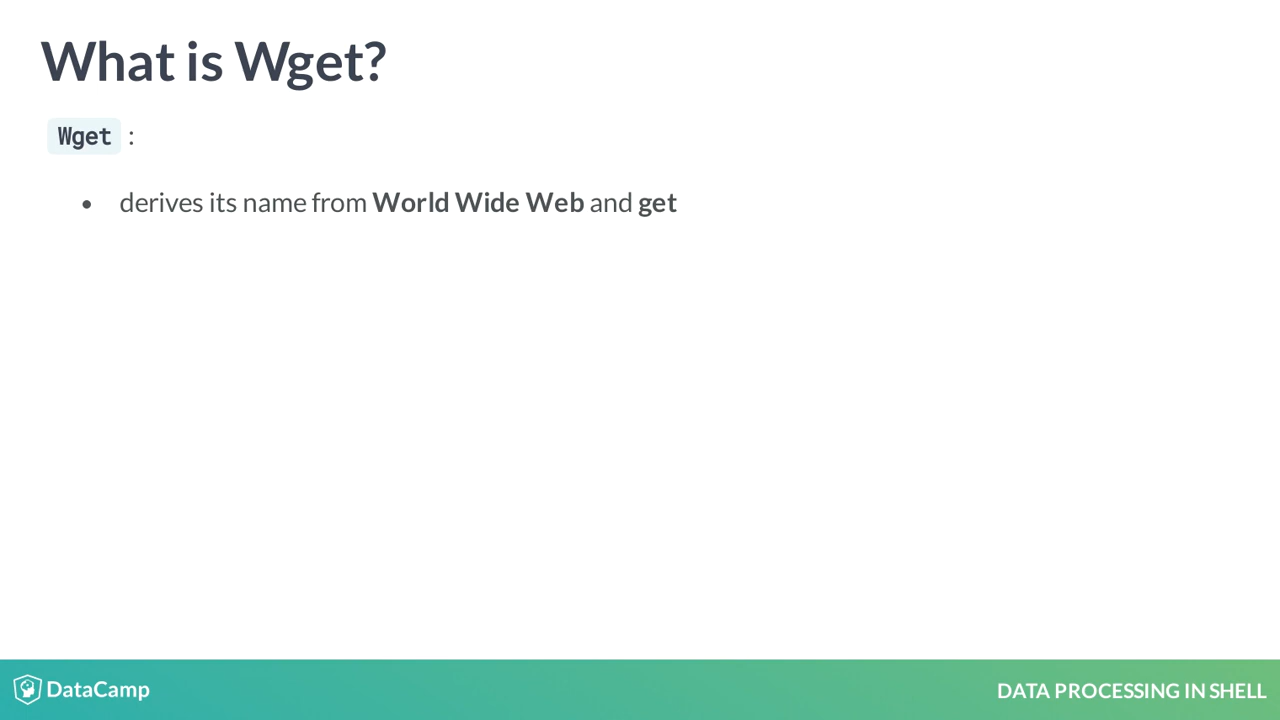 What is Wget?
Wget :
• derives its name from World Wide Web and get
DataCamp
DATA PROCESSING IN SHELL